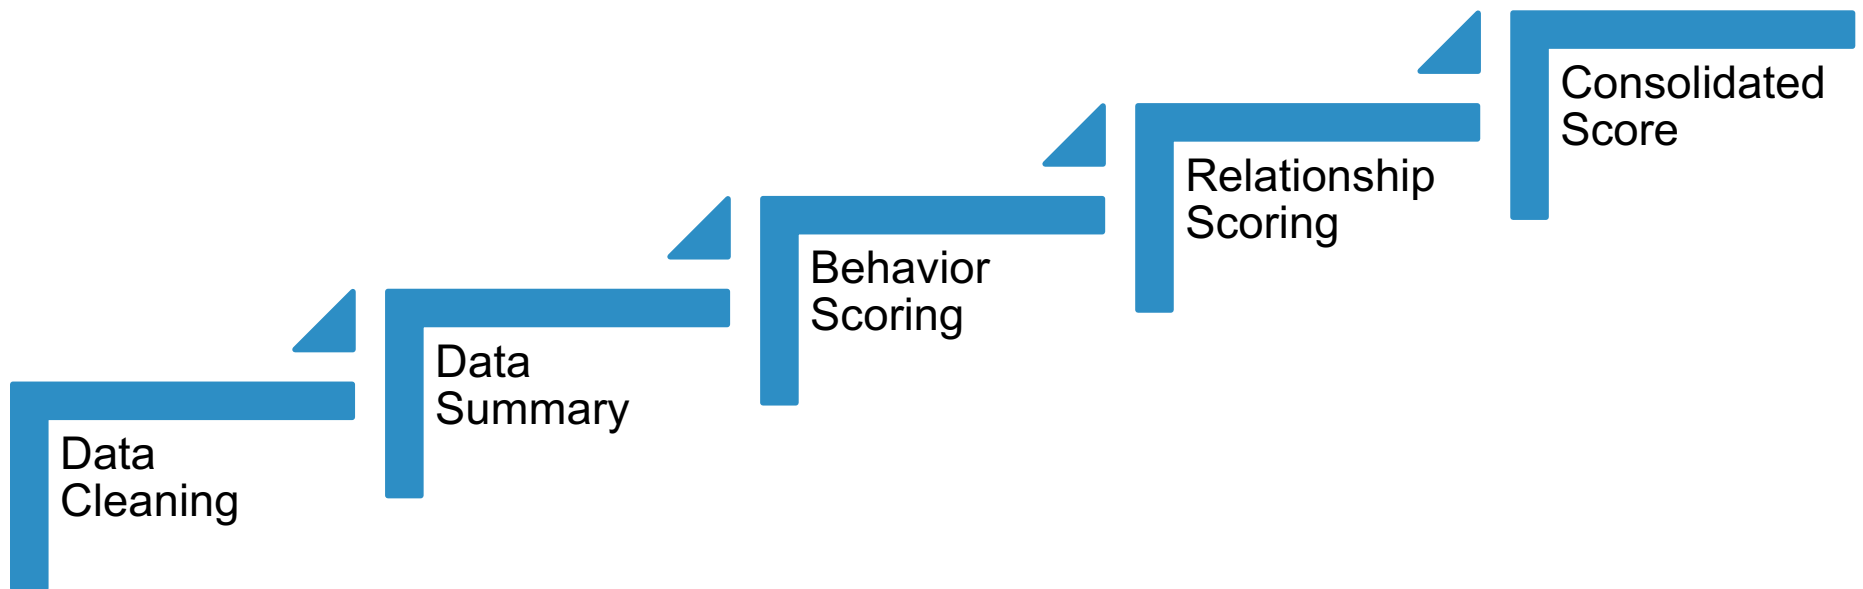 Data
Cleaning
Data
Summary
Behavior
Scoring
Relationship
Scoring
Consolidated
Score